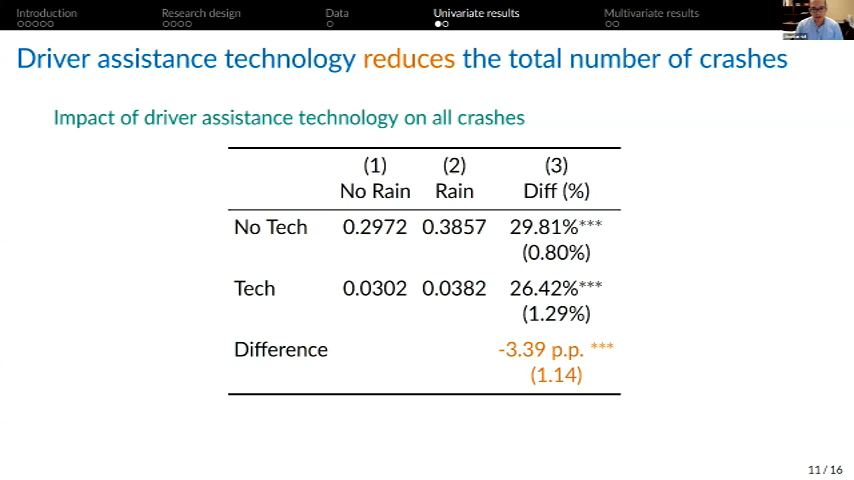 Introduction Research design Data Univariate results Multivariate results
Driver assistance technology reduces the total number of crashes
Impact of driver assistance technology on all crashes
(1) (2) (3)
No Rain Rain Diff (%)
No Tech 0.2972 0.3857 29.81%***
(0.80%)
Tech 0.0302 0.0382 26.42%***
(1.29%)
Difference -3.39 p.p. ***
(1.14)
11 / 16